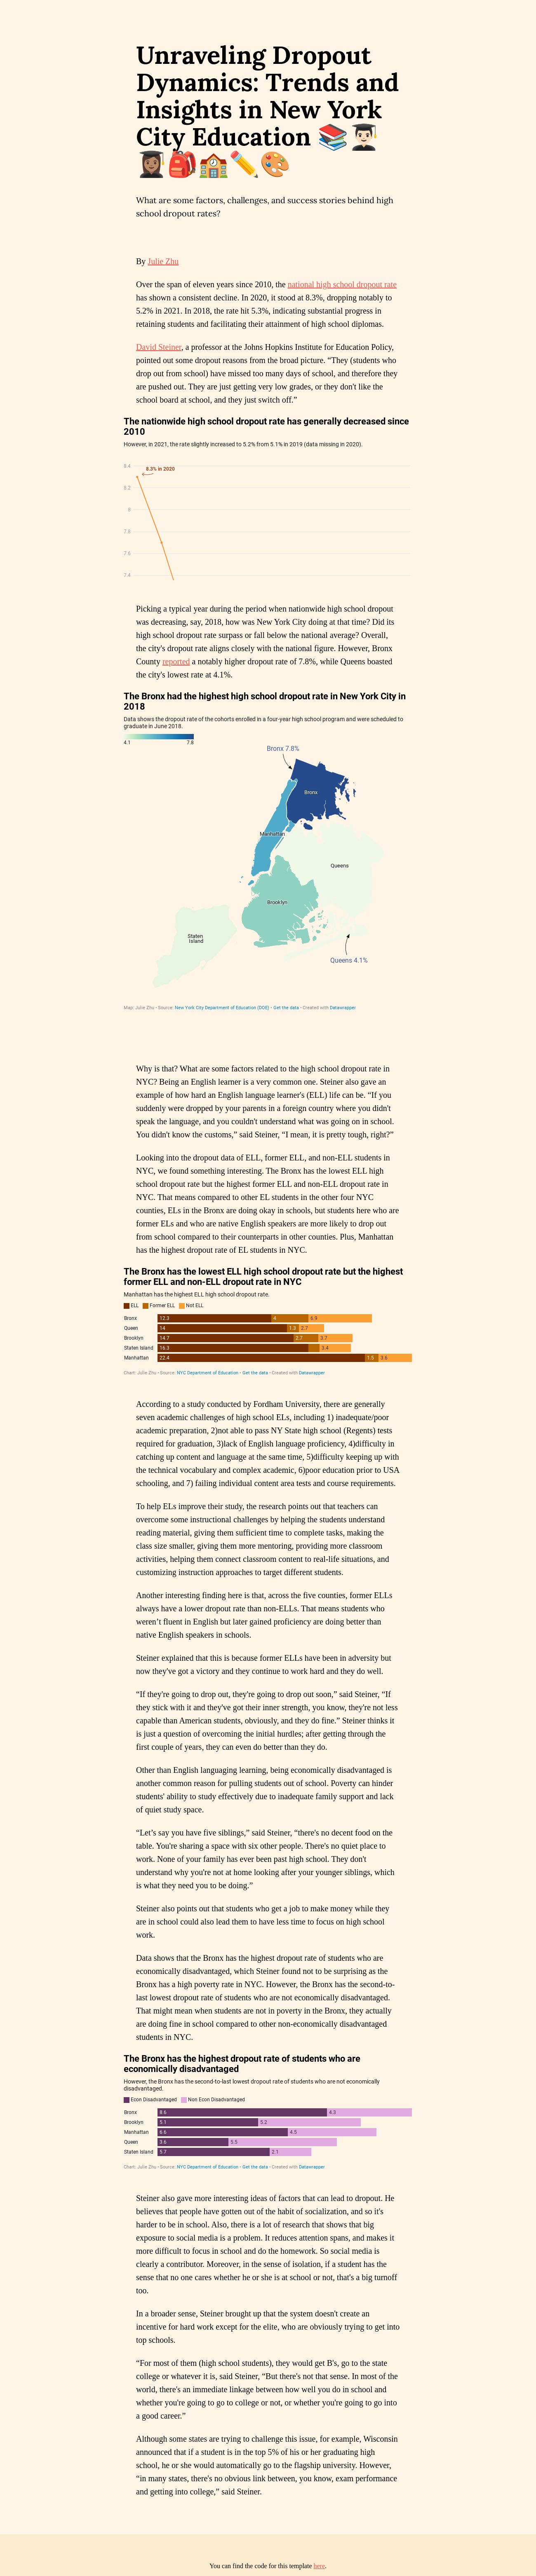 Unraveling Dropout
Dynamics: Trends and
Insights in New York
City Education
What are some factors, challenges, and success stories behind high
school dropout rates?
By Julie Zhu
Over the span of eleven years since 2010, the national high school dropout rate
has shown a consistent decline. In 2020, it stood at 8.3%, dropping notably to
5.2% in 2021. In 2018, the rate hit 5.3%, indicating substantial progress in
retaining students and facilitating their attainment of high school diplomas.
David Steiner, a professor at the Johns Hopkins Institute for Education Policy,
pointed out some dropout reasons from the broad picture. “They (students who
drop out from school) have missed too many days of school, and therefore they
are pushed out. They are just getting very low grades, or they don't like the
school board at school, and they just switch off.”
The nationwide high school dropout rate has generally decreased since
2010
However, in 2021, the rate slightly increased to 5.2% from 5.1% in 2019 (data missing in 2020).
8.4
8.3% in 2020
8.2
8
7.8
7.6
7.4
Picking a typical year during the period when nationwide high school dropout
was decreasing, say, 2018, how was New York City doing at that time? Did its
high school dropout rate surpass or fall below the national average? Overall,
the city's dropout rate aligns closely with the national figure. However, Bronx
County reported a notably higher dropout rate of 7.8%, while Queens boasted
the city's lowest rate at 4.1%.
The Bronx had the highest high school dropout rate in New York City in
2018
Data shows the dropout rate of the cohorts enrolled in a four-year high school program and were scheduled to
graduate in June 2018.
4.1 7.8
Bronx 7.8%
Bronx
Manhattan
Queens
Brooklyn
Staten
Island
Queens 4.1%
Map: Julie Zhu • Source: New York City Department of Education (DOE) • Get the data • Created with Datawrapper
Why is that? What are some factors related to the high school dropout rate in
NYC? Being an English learner is a very common one. Steiner also gave an
example of how hard an English language learner's (ELL) life can be. “If you
suddenly were dropped by your parents in a foreign country where you didn't
speak the language, and you couldn't understand what was going on in school.
You didn't know the customs,” said Steiner, “I mean, it is pretty tough, right?”
Looking into the dropout data of ELL, former ELL, and non-ELL students in
NYC, we found something interesting. The Bronx has the lowest ELL high
school dropout rate but the highest former ELL and non-ELL dropout rate in
NYC. That means compared to other EL students in the other four NYC
counties, ELs in the Bronx are doing okay in schools, but students here who are
former ELs and who are native English speakers are more likely to drop out
from school compared to their counterparts in other counties. Plus, Manhattan
has the highest dropout rate of EL students in NYC.
The Bronx has the lowest ELL high school dropout rate but the highest
former ELL and non-ELL dropout rate in NYC
Manhattan has the highest ELL high school dropout rate.
ELL Former ELL Not ELL
Bronx 12.3 4 6.9
Queen 14 1.3 2.7
Brooklyn 14.7 2.7 3.7
Staten Island 16.3 3.4
Manhattan 22.4 1.5 3.6
Chart: Julie Zhu • Source: NYC Department of Education • Get the data • Created with Datawrapper
According to a study conducted by Fordham University, there are generally
seven academic challenges of high school ELs, including 1) inadequate/poor
academic preparation, 2)not able to pass NY State high school (Regents) tests
required for graduation, 3)lack of English language proficiency, 4)difficulty in
catching up content and language at the same time, 5)difficulty keeping up with
the technical vocabulary and complex academic, 6)poor education prior to USA
schooling, and 7) failing individual content area tests and course requirements.
To help ELs improve their study, the research points out that teachers can
overcome some instructional challenges by helping the students understand
reading material, giving them sufficient time to complete tasks, making the
class size smaller, giving them more mentoring, providing more classroom
activities, helping them connect classroom content to real-life situations, and
customizing instruction approaches to target different students.
Another interesting finding here is that, across the five counties, former ELLs
always have a lower dropout rate than non-ELLs. That means students who
weren’t fluent in English but later gained proficiency are doing better than
native English speakers in schools.
Steiner explained that this is because former ELLs have been in adversity but
now they've got a victory and they continue to work hard and they do well.
“If they're going to drop out, they're going to drop out soon,” said Steiner, “If
they stick with it and they've got their inner strength, you know, they're not less
capable than American students, obviously, and they do fine.” Steiner thinks it
is just a question of overcoming the initial hurdles; after getting through the
first couple of years, they can even do better than they do.
Other than English languaging learning, being economically disadvantaged is
another common reason for pulling students out of school. Poverty can hinder
students' ability to study effectively due to inadequate family support and lack
of quiet study space.
“Let’s say you have five siblings,” said Steiner, “there's no decent food on the
table. You're sharing a space with six other people. There's no quiet place to
work. None of your family has ever been past high school. They don't
understand why you're not at home looking after your younger siblings, which
is what they need you to be doing.”
Steiner also points out that students who get a job to make money while they
are in school could also lead them to have less time to focus on high school
work.
Data shows that the Bronx has the highest dropout rate of students who are
economically disadvantaged, which Steiner found not to be surprising as the
Bronx has a high poverty rate in NYC. However, the Bronx has the second-to-
last lowest dropout rate of students who are not economically disadvantaged.
That might mean when students are not in poverty in the Bronx, they actually
are doing fine in school compared to other non-economically disadvantaged
students in NYC.
The Bronx has the highest dropout rate of students who are
economically disadvantaged
However, the Bronx has the second-to-last lowest dropout rate of students who are not economically
disadvantaged.
Econ Disadvantaged Non Econ Disadvantaged
Bronx 8.6 4.3
Brooklyn 5.1 5.2
Manhattan 6.6 4.5
Queen 3.6 5.5
Staten Island 5.7 2.1
Chart: Julie Zhu • Source: NYC Department of Education • Get the data • Created with Datawrapper
Steiner also gave more interesting ideas of factors that can lead to dropout. He
believes that people have gotten out of the habit of socialization, and so it's
harder to be in school. Also, there is a lot of research that shows that big
exposure to social media is a problem. It reduces attention spans, and makes it
more difficult to focus in school and do the homework. So social media is
clearly a contributor. Moreover, in the sense of isolation, if a student has the
sense that no one cares whether he or she is at school or not, that's a big turnoff
too.
In a broader sense, Steiner brought up that the system doesn't create an
incentive for hard work except for the elite, who are obviously trying to get into
top schools.
“For most of them (high school students), they would get B's, go to the state
college or whatever it is, said Steiner, “But there's not that sense. In most of the
world, there's an immediate linkage between how well you do in school and
whether you're going to go to college or not, or whether you're going to go into
a good career.”
Although some states are trying to challenge this issue, for example, Wisconsin
announced that if a student is in the top 5% of his or her graduating high
school, he or she would automatically go to the flagship university. However,
“in many states, there's no obvious link between, you know, exam performance
and getting into college,” said Steiner.
You can find the code for this template here.